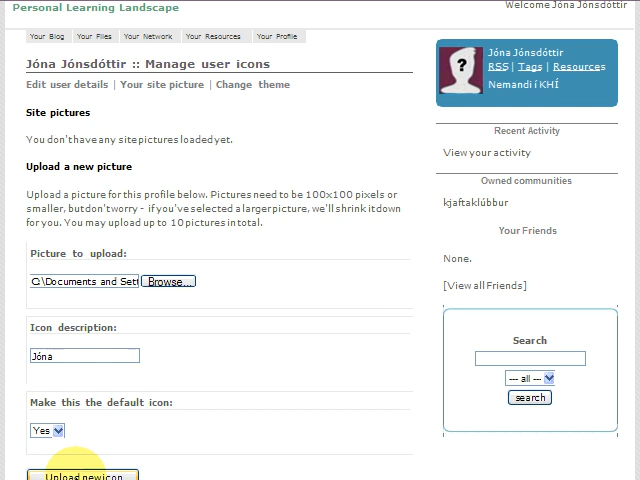 Personal Learning Landscape
Welcome Jóna Jónsdóttir
Your Blog
Your Files
Your Network
Your Resources
Your Profile
Jóna Jónsdóttir :: Manage user icons
Edit user details | Your site picture | Change theme
Site pictures
You don't have any site pictures loaded yet.
Upload a new picture
Upload a picture for this profile below. Pictures need to be 100x100 pixels or
smaller, but don't worry - if you've selected a larger picture, we'll shrink it down
for you. You may upload up to 10 pictures in total.
Picture to upload:
C:\Documents and Sett
Browse...
Icon description:
Jóna
Make this the default icon:
Yes
Upload new icon
?
Jóna Jónsdóttir
RSS | Tags | Resources
Nemandi í KHÍ
Recent Activity
View your activity
Owned communities
kjaftaklúbbur
Your Friends
None.
[View all Friends]
Search
--- all ---
search